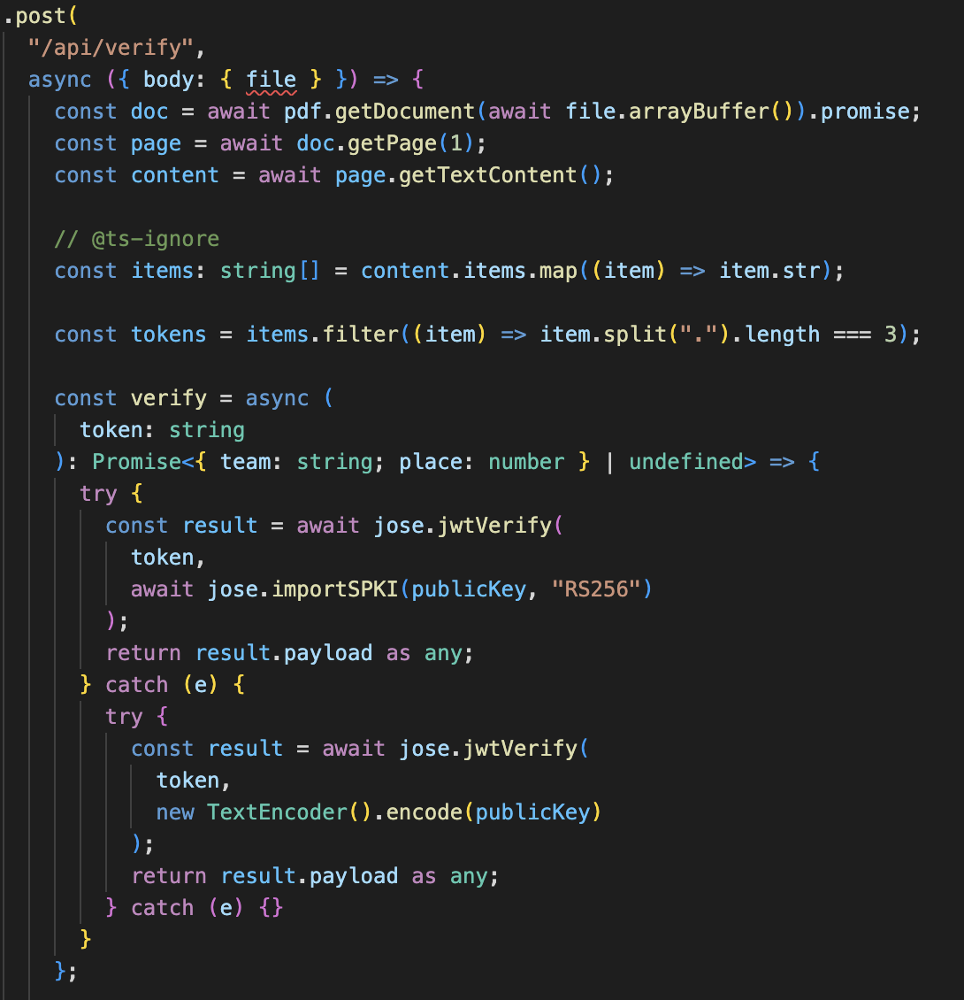 .post(
"/api/verify",
async ({ body: { file } }) => {
const doc = await pdf.getDocument(await file.arrayBuffer()).promise;
const page = await doc.getPage(1);
const content = await page.getTextContent();
// @ts-ignore
const items: string[] = content.items.map((item) => item.str);
const tokens = items.filter((item) => item.split(".").length === 3);
const verify = async (
token: string
): Promise<{ team: string; place: number } | undefined> => {
try {
const result = await jose.jwtVerify(
token,
await jose.importSPKI(publicKey, "RS256")
);
return result.payload as any;
} catch (e) {
try {
const result = await jose.jwtVerify(
token,
new TextEncoder().encode(publicKey)
);
return result.payload as any;
} catch (e) {}
}
};